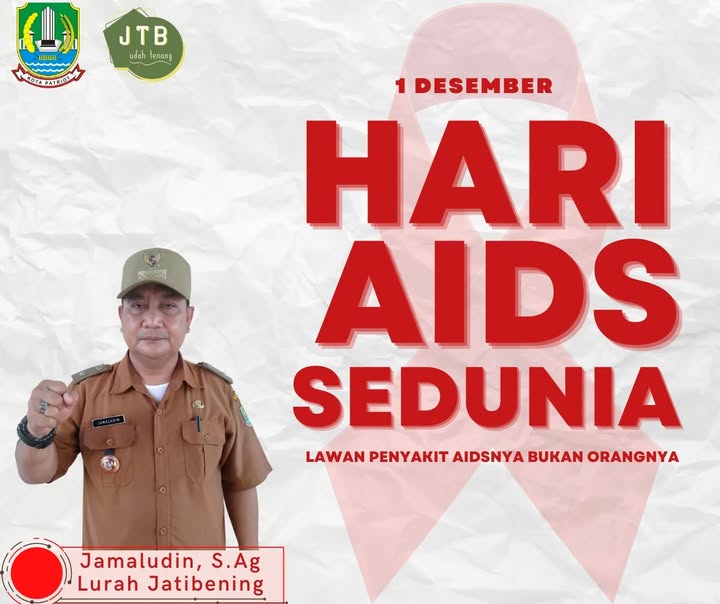 KOTA PATRIOT
JTB
udah tenang
1 DESEMBER
HARI
AIDS
SEDUNIA
LAWAN PENYAKIT AIDSNYA BUKAN ORANGNYA
JAMALUDIN
Jamaludin, S.Ag
Lurah Jatibening